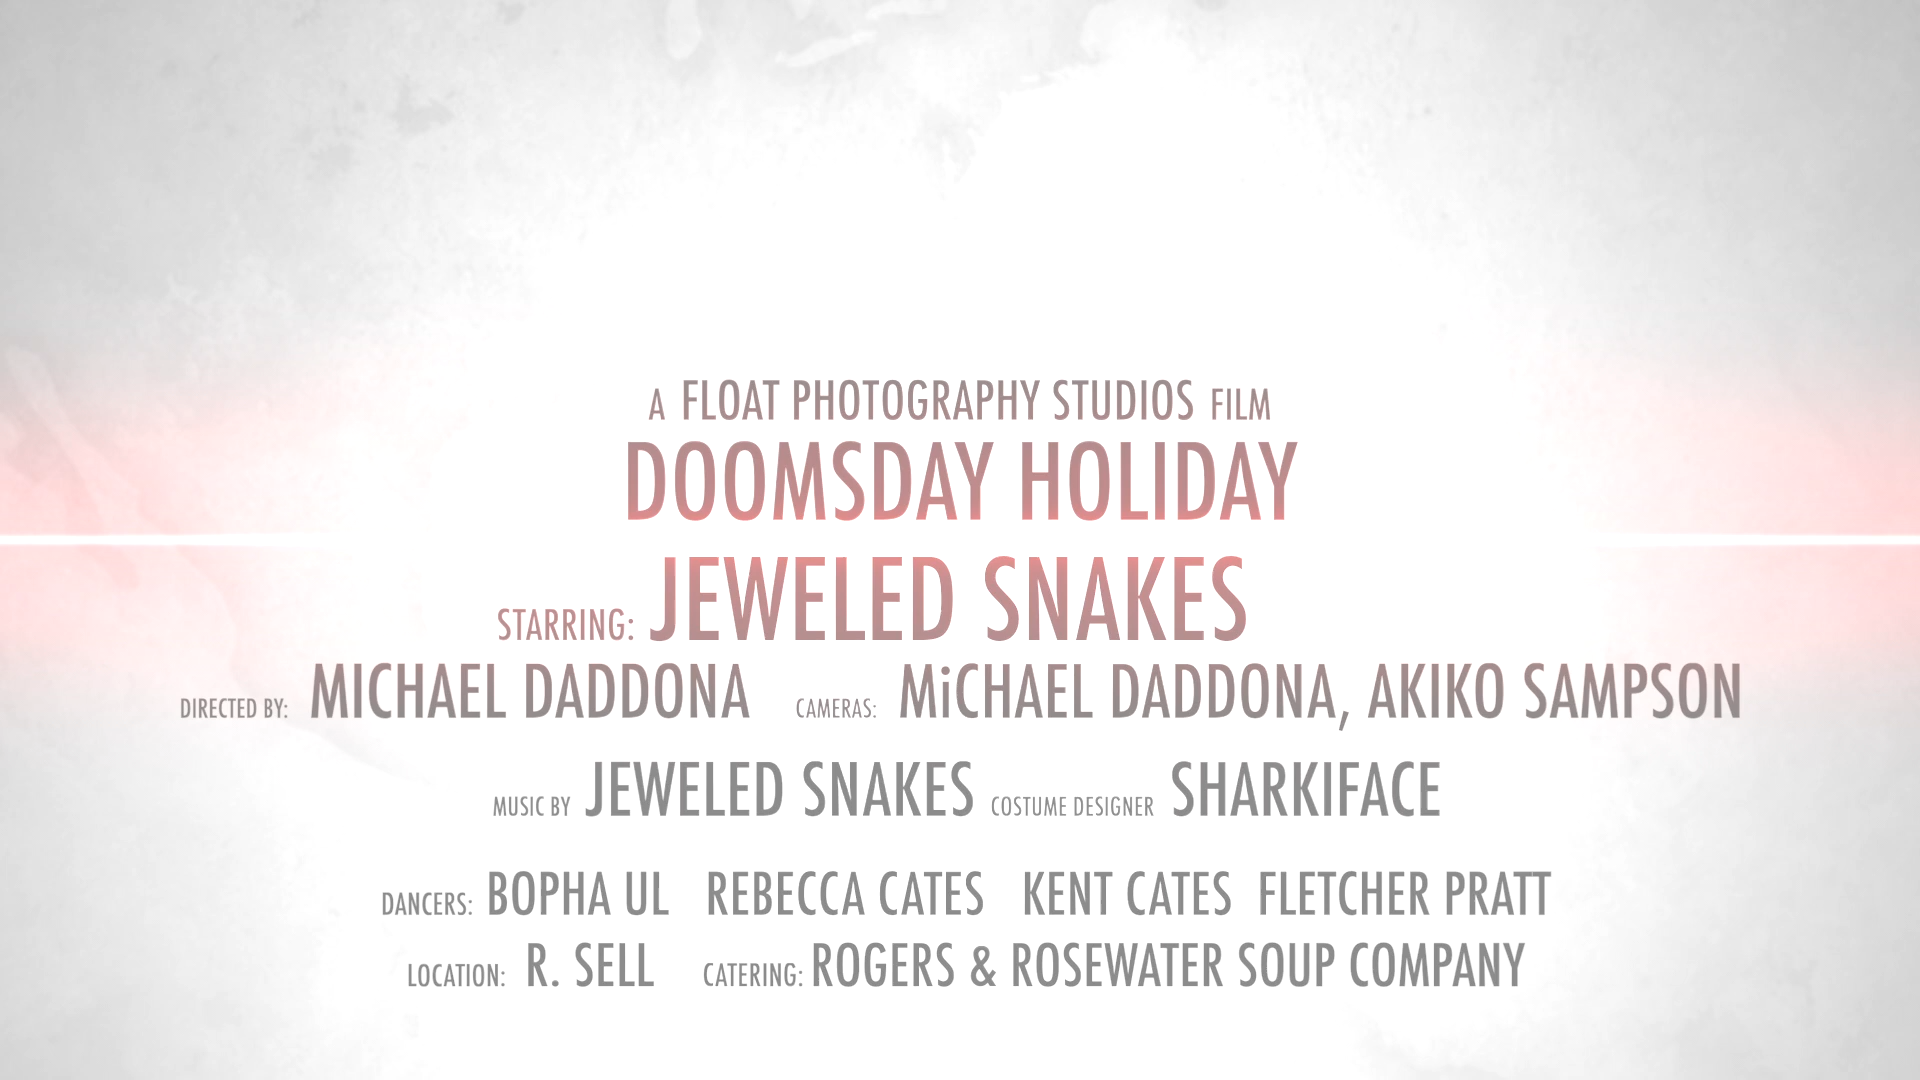 A FLOAT PHOTOGRAPHY STUDIOS FILM
DOOMSDAY HOLIDAY
STARRING: JEWELED SNAKES
DIRECTED BY: MICHAEL DADDONA CAMERAS: MiCHAEL DADDONA, AKIKO SAMPSON
MUSIC BY JEWELED SNAKES COSTUME DESIGNER SHARKIFACE
DANCERS: BOPHA UL REBECCA CATES KENT CATES FLETCHER PRATT
LOCATION: R. SELL CATERING: ROGERS & ROSEWATER SOUP COMPANY